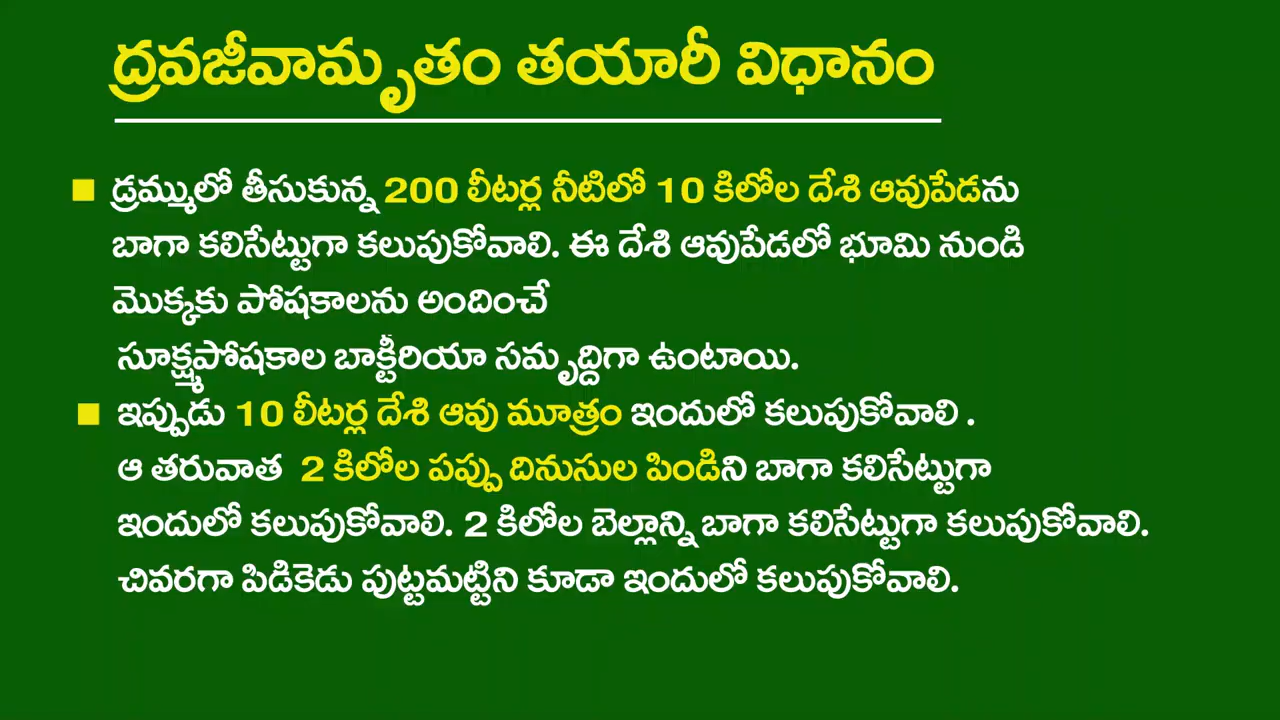 ద్రవజీవామృతం తయారీ విధానం
డ్రమ్ములో తీసుకున్న 200 లీటర్ల నీటిలో 10 కిలోల దేశి ఆవుపేడను
బాగా కలిసేట్టుగా కలుపుకోవాలి. ఈ దేశి ఆవుపేడలో భూమి నుండి
మొక్కకు పోషకాలను అందించే
సూక్ష్మపోషకాల బాక్టీరియా సమృద్దిగా ఉంటాయి.
ఇప్పుడు 10 లీటర్ల దేశి ఆవు మూత్రం ఇందులో కలుపుకోవాలి .
ఆ తరువాత 2 కిలోల పప్పు దినుసుల పిండిని బాగా కలిసేట్టుగా
ఇందులో కలుపుకోవాలి. 2 కిలోల బెల్లాన్ని బాగా కలిసేట్టుగా కలుపుకోవాలి.
చివరగా పిడికెడు పుట్టమట్టిని కూడా ఇందులో కలుపుకోవాలి.